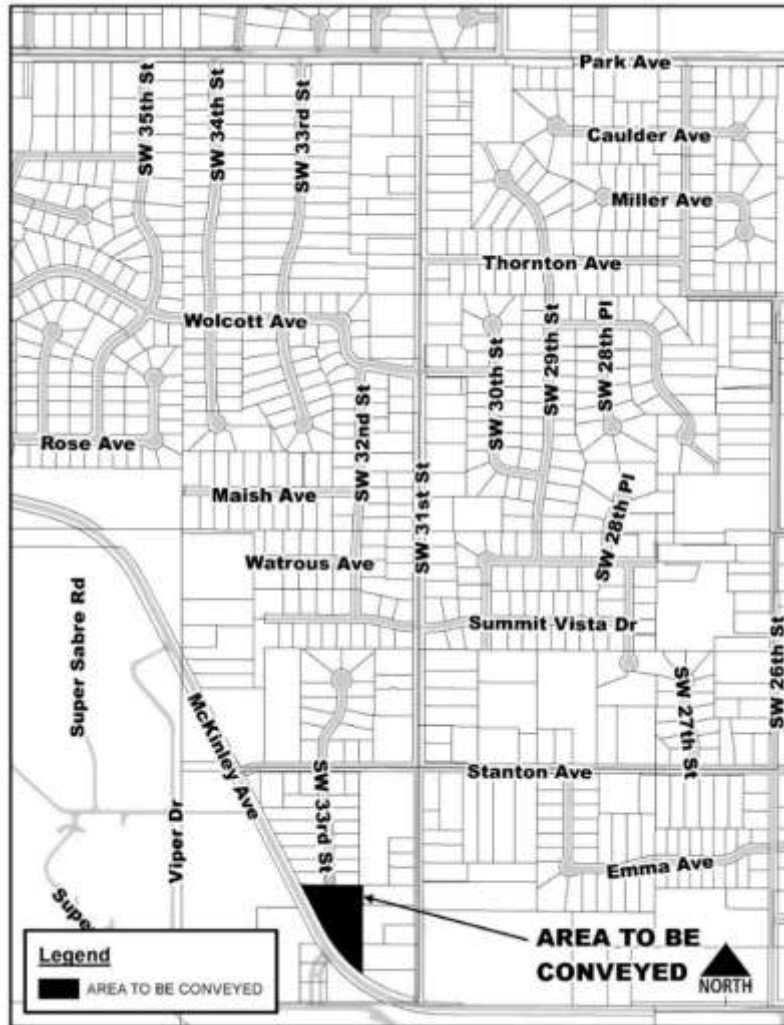 Park Ave
SW 35th St
SW 34th St
SW 33rd St
Caulder Ave
Miller Ave
Thornton Ave
Wolcott Ave
SW 30th St
SW 29th St
SW 28th Pl
SW 32nd St
Rose Ave
SW 31st St
Maish Ave
SW 28th Pl
Watrous Ave
Super Sabre Rd
Summit Vista Dr
SW 26th St
SW 27th St
McKinley Ave
Stanton Ave
SW 33rd St
Viper Dr
Emma Ave
Supe
AREA TO BE
CONVEYED
NORTH
Legend
AREA TO BE CONVEYED